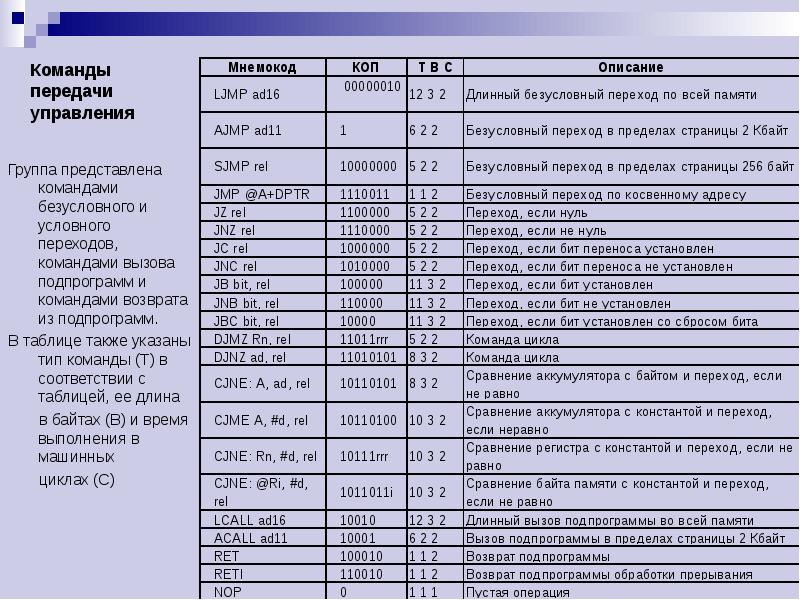 Команды
передачи
управления
Группа представлена
командами
безусловного и
условного
переходов,
командами вызова
подпрограмм и
командами возврата
из подпрограмм.
В таблице также указаны
тип команды (T) в
соответствии с
таблицей, ее длина
в байтах (B) и время
выполнения в
машинных
циклах (C)
Мнемокод КОП T B C Описание
LJMP ad16 00000010 12 3 2 Длинный безусловный переход по всей памяти
AJMP ad11 1 6 2 2 Безусловный переход в пределах страницы 2 Кбайт
SJMP rel 10000000 5 2 2 Безусловный переход в пределах страницы 256 байт
JMP @A+DPTR 1110011 1 1 2 Безусловный переход по косвенному адресу
JZ rel 1100000 5 2 2 Переход, если нуль
JNZ rel 1110000 5 2 2 Переход, если не нуль
JC rel 1000000 5 2 2 Переход, если бит переноса установлен
JNC rel 1010000 5 2 2 Переход, если бит переноса не установлен
JB bit, rel 100000 11 3 2 Переход, если бит установлен
JNB bit, rel 110000 11 3 2 Переход, если бит не установлен
JBC bit, rel 10000 11 3 2 Переход, если бит установлен со сбросом бита
DJMZ Rn, rel 11011rrr 5 2 2 Команда цикла
DJNZ ad, rel 11010101 8 3 2 Команда цикла
CJNE: A, ad, rel 10110101 8 3 2 Сравнение аккумулятора с байтом и переход, если
не равно
CJME A, #d, rel 10110100 10 3 2 Сравнение аккумулятора с константой и переход,
если неравно
CJNE: Rn, #d, rel 10111rrr 10 3 2 Сравнение регистра с константой и переход, если не
равно
CJNE: @Ri, #d,
rel 1011011i 10 3 2 Сравнение байта памяти с константой и переход,
если не равно
LCALL ad16 10010 12 3 2 Длинный вызов подпрограммы во всей памяти
ACALL ad11 10001 6 2 2 Вызов подпрограммы в пределах страницы 2 Кбайт
RET 100010 1 1 2 Возврат подпрограммы
RETI 110010 1 1 2 Возврат подпрограммы обработки прерывания
NOP 0 1 1 1 Пустая операция